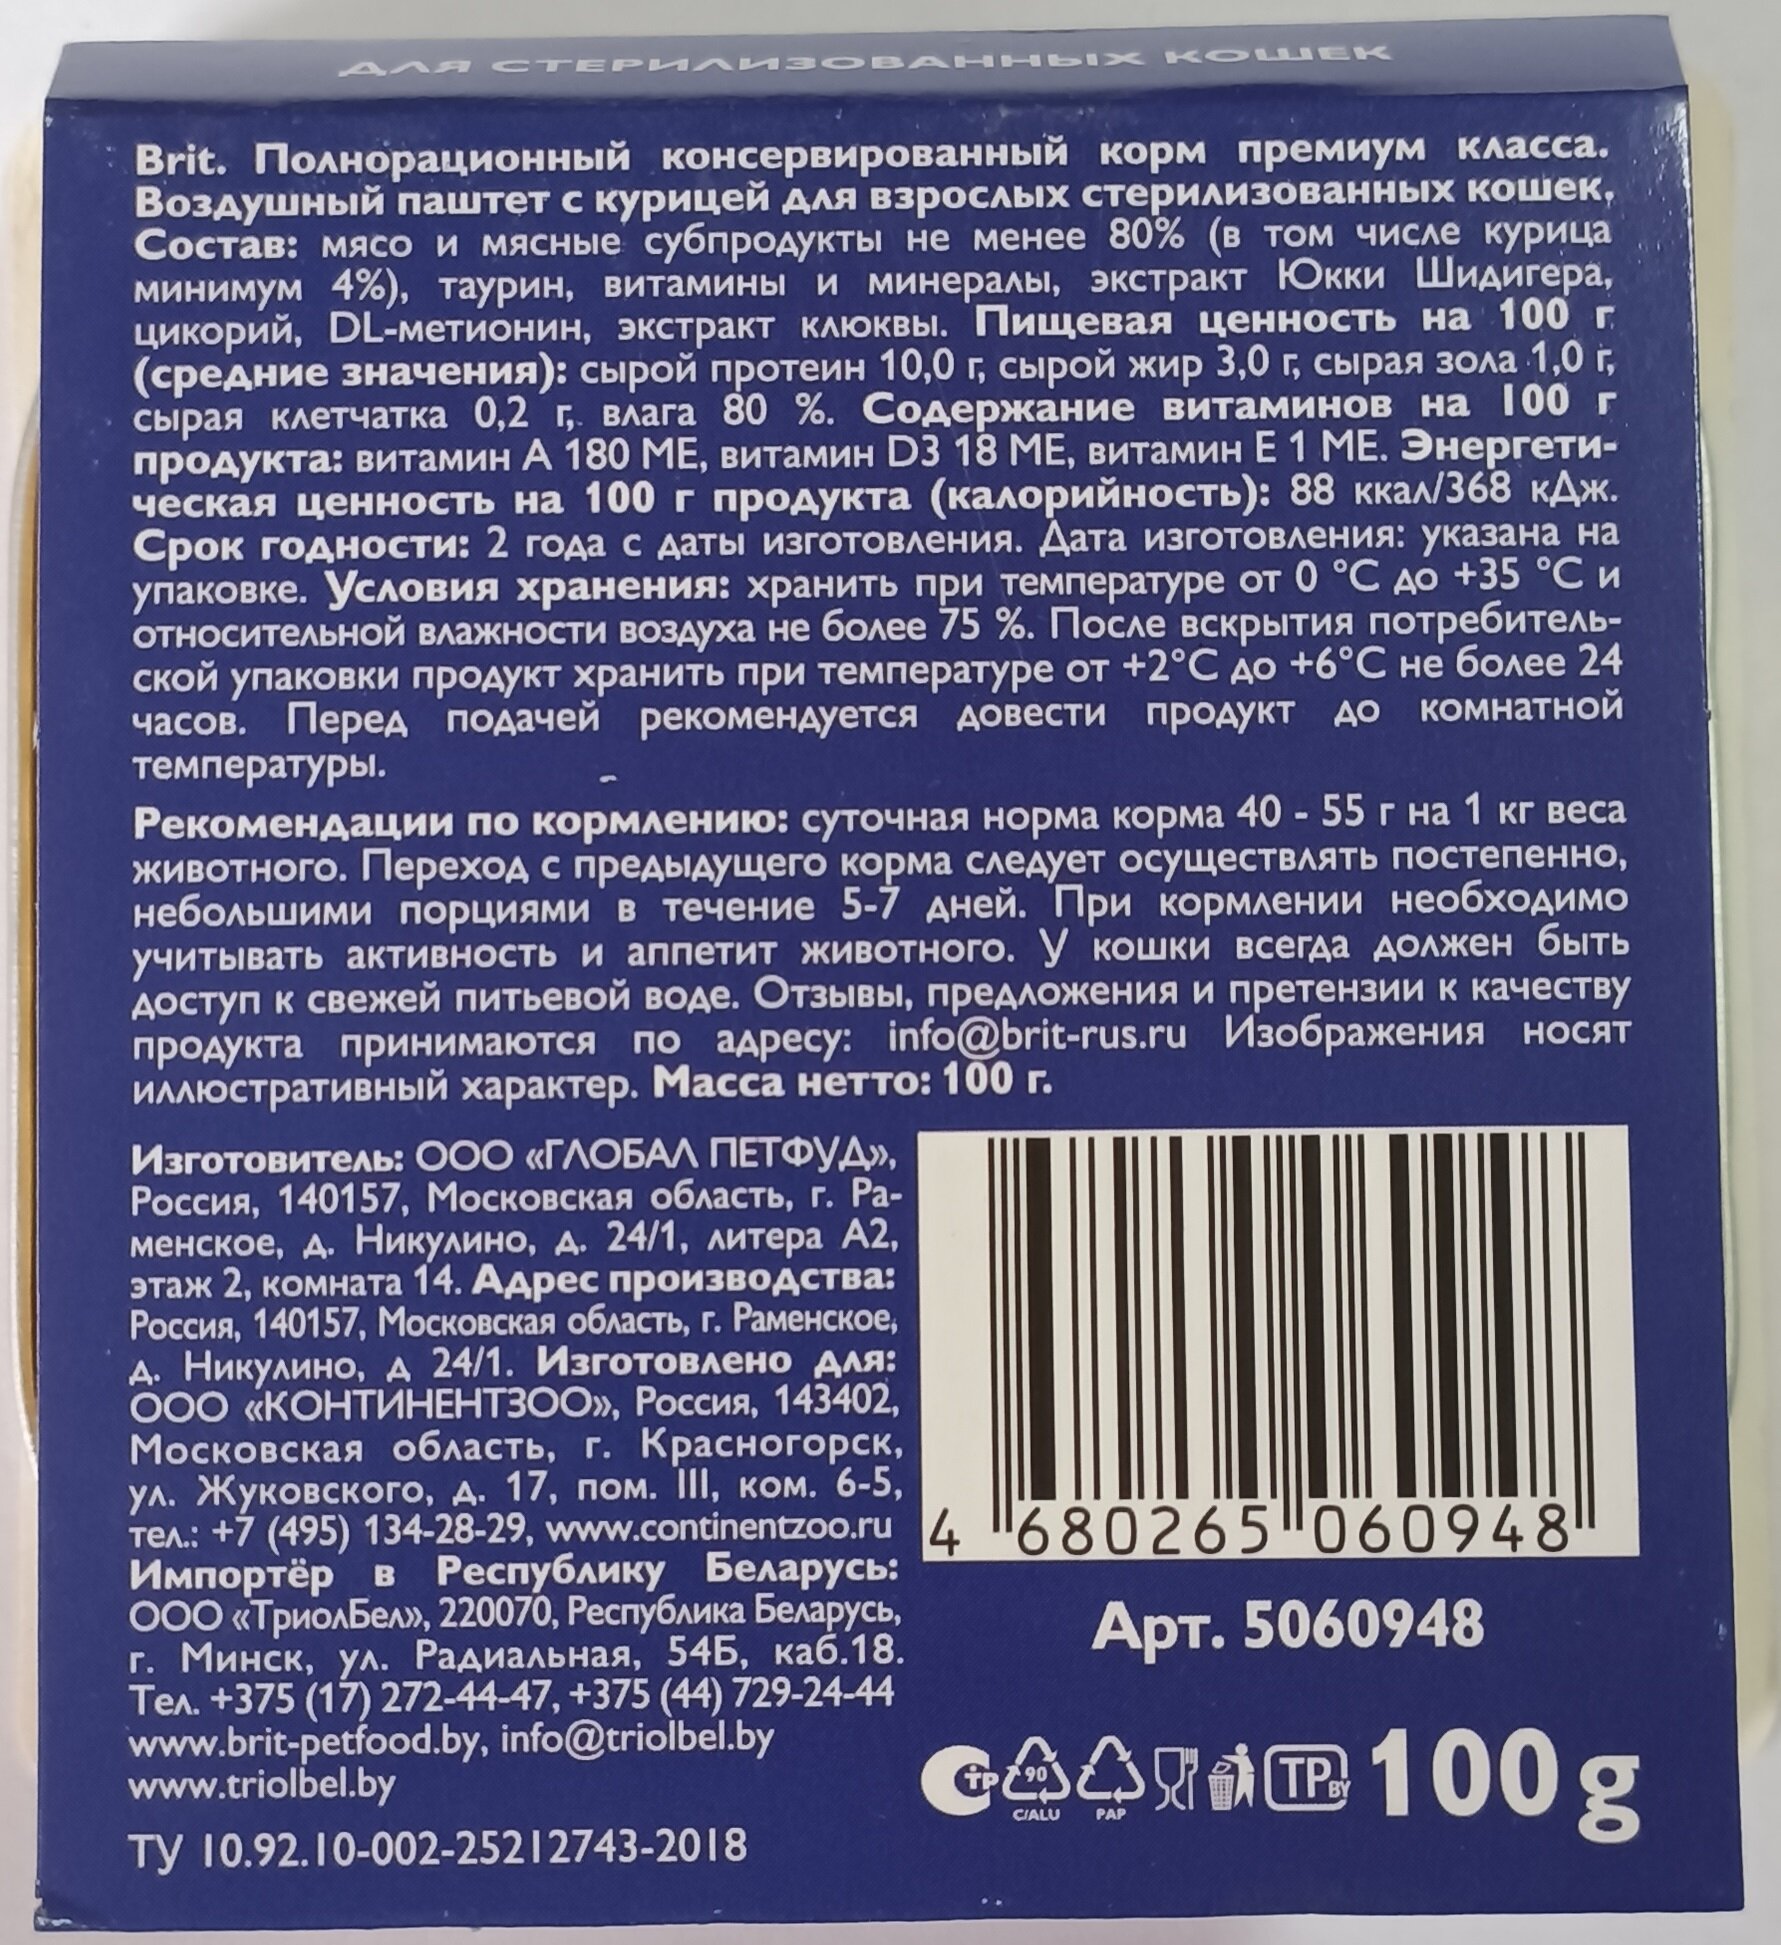 ДЛЯ СТЕРИЛИЗОВАННЫХ КОШЕК
Brit. Полнорационный консервированный корм премиум класса.
Воздушный паштет с курицей для взрослых стерилизованных кошек,
Состав: мясо и мясные субпродукты не менее 80% (в том числе курица
минимум 4%), таурин, витамины и минералы, экстракт Юкки Шидигера,
цикорий, DL-метионин, экстракт клюквы. Пищевая ценность на 100 г
(средние значения): сырой протеин 10,0 г, сырой жир 3,0 г, сырая зола 1,0 г,
сырая клетчатка 0,2 г, влага 80 %. Содержание витаминов на 100 г
продукта: витамин А 180 МЕ, витамин D3 18 МЕ, витамин Е 1 МЕ. Энергети-
ческая ценность на 100 г продукта (калорийность): 88 ккал/368 кДж.
Срок годности: 2 года с даты изготовления. Дата изготовления: указана на
упаковке. Условия хранения: хранить при температуре от 0 °С до +35 °С и
относительной влажности воздуха не более 75 %. После вскрытия потребитель-
ской упаковки продукт хранить при температуре от +2°С до +6°С не более 24
часов. Перед подачей рекомендуется довести продукт до комнатной
температуры.
Рекомендации по кормлению: суточная норма корма 40 - 55 г на 1 кг веса
животного. Переход с предыдущего корма следует осуществлять постепенно,
небольшими порциями в течение 5-7 дней. При кормлении необходимо
учитывать активность и аппетит животного. У кошки всегда должен быть
доступ к свежей питьевой воде. Отзывы, предложения и претензии к качеству
продукта принимаются по адресу: info@brit-rus.ru Изображения носят
иллюстративный характер. Масса нетто: 100 г.
Изготовитель: ООО «ГЛОБАЛ ПЕТФУД»,
Россия, 140157, Московская область, г. Ра-
менское, д. Никулино, д. 24/1, литера А2,
этаж 2, комната 14. Адрес производства:
Россия, 140157, Московская область, г. Раменское,
д. Никулино, д 24/1. Изготовлено для:
ООО «КОНТИНЕНТЗОО», Россия, 143402,
Московская область, г. Красногорск,
ул. Жуковского, д. 17, пом. III, ком. 6-5,
тел.: +7 (495) 134-28-29, www.continentzoo.ru
Импортёр в Республику Беларусь:
ООО «ТриолБел», 220070, Республика Беларусь,
г. Минск, ул. Радиальная, 54Б, каб.18.
Тел. +375 (17) 272-44-47, +375 (44) 729-24-44
www.brit-petfood.by, info@triolbel.by
www.triolbel.by
ТУ 10.92.10-002-25212743-2018
4 680265 060948
Арт. 5060948
СТР 90 C/ALU PAP TP BY 100 g